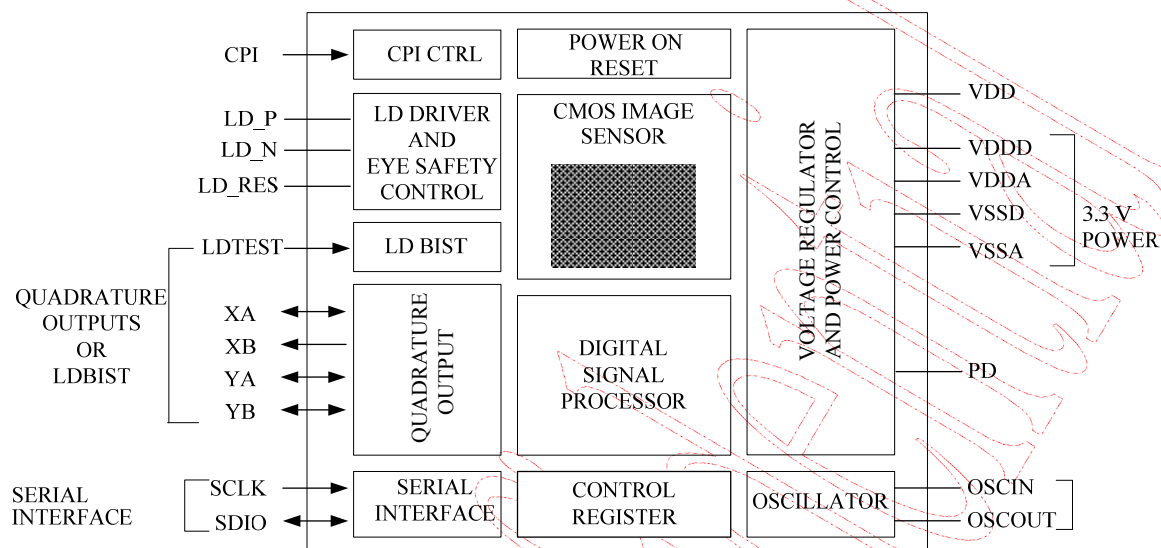 CPI
CPI CTRL
POWER ON
RESET
LD_P
LD_N
LD_RES
LD DRIVER
AND
EYE SAFETY
CONTROL
CMOS IMAGE
SENSOR
VOLTAGE REGULATOR
AND POWER CONTROL
VDD
VDDD
VDDA
VSSD
VSSA
3.3 V
POWER
LDTEST
LD BIST
QUADRATURE
OUTPUTS
OR
LDBIST
XA
XB
YA
YB
QUADRATURE
OUTPUT
DIGITAL
SIGNAL
PROCESSOR
PD
SERIAL
INTERFACE
SCLK
SDIO
SERIAL
INTERFACE
CONTROL
REGISTER
OSCILLATOR
OSCIN
OSCOUT